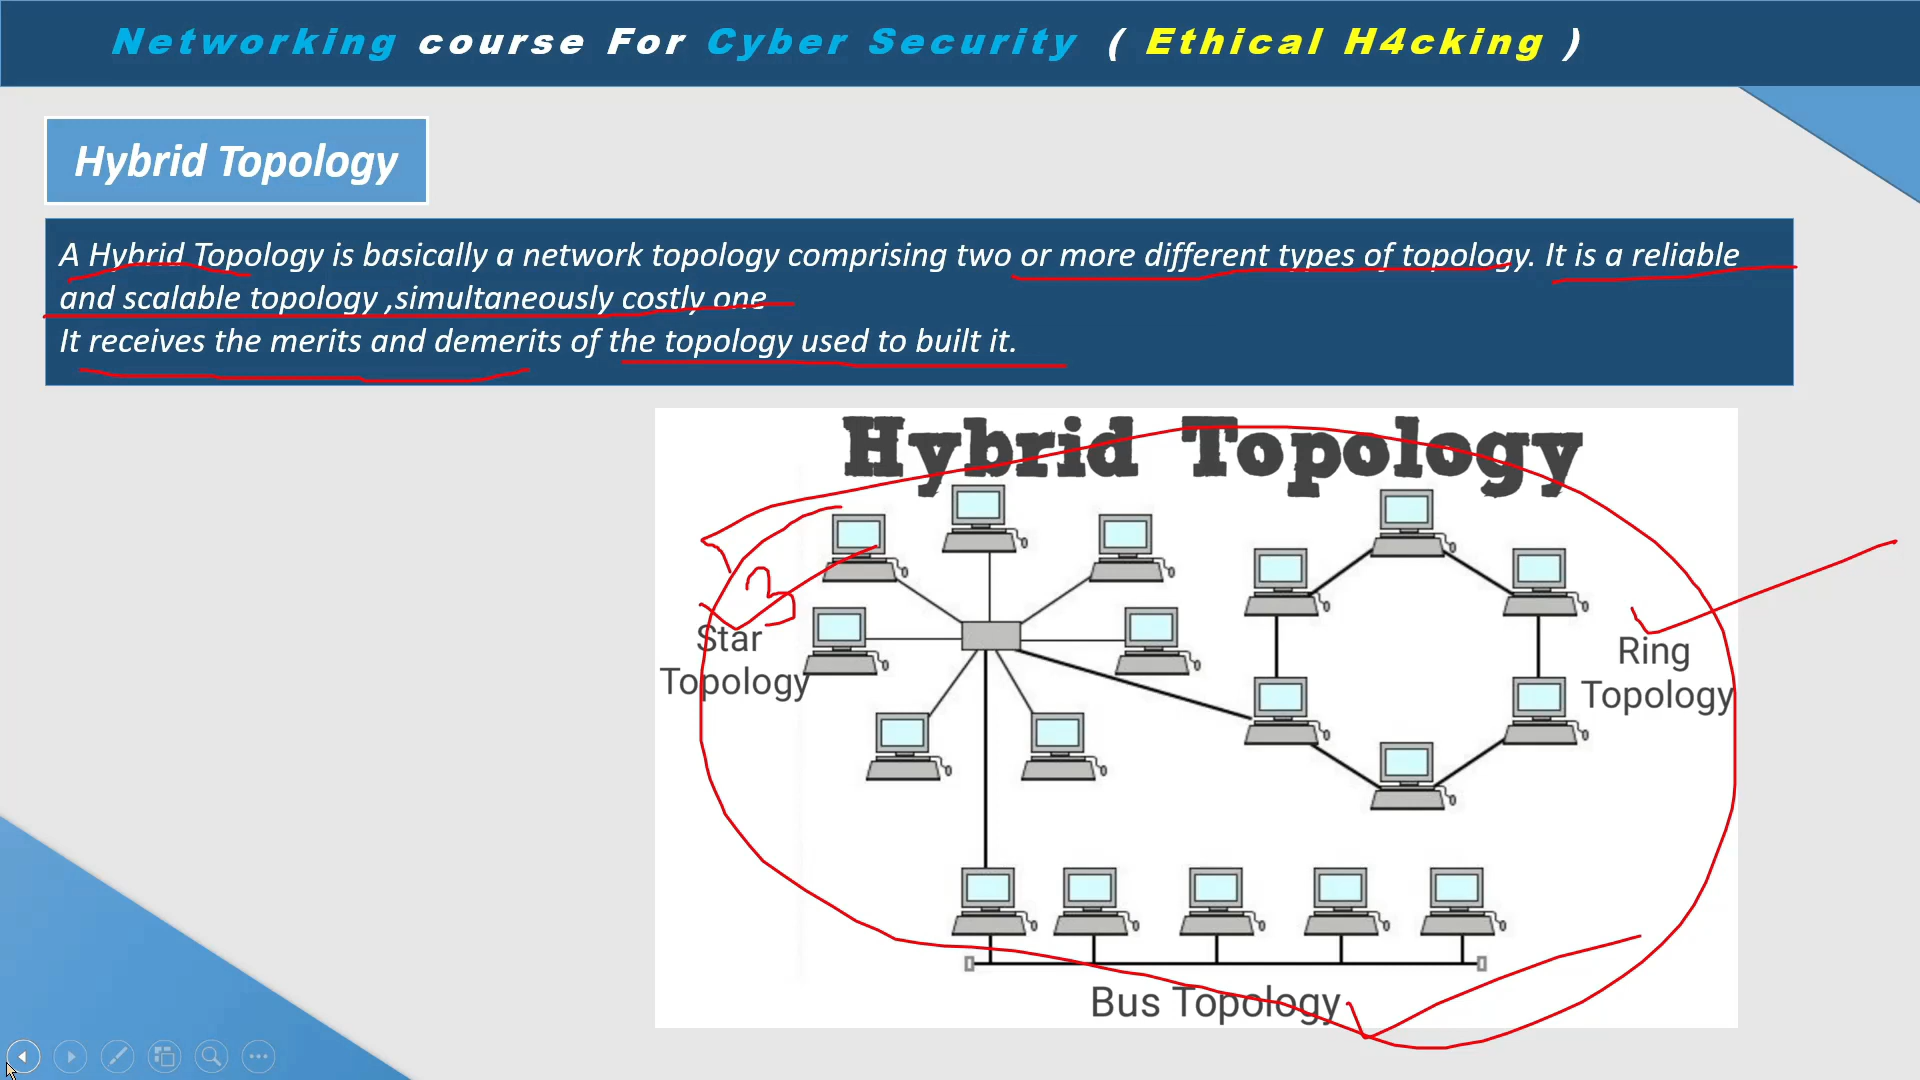 Networking course For Cyber Security ( Ethical H4cking )
Hybrid Topology
A Hybrid Topology is basically a network topology comprising two or more different types of topology. It is a reliable
and scalable topology ,simultaneously costly one
It receives the merits and demerits of the topology used to built it.
Hybrid Topology
Star
Topology
Ring
Topology
Bus Topology
3